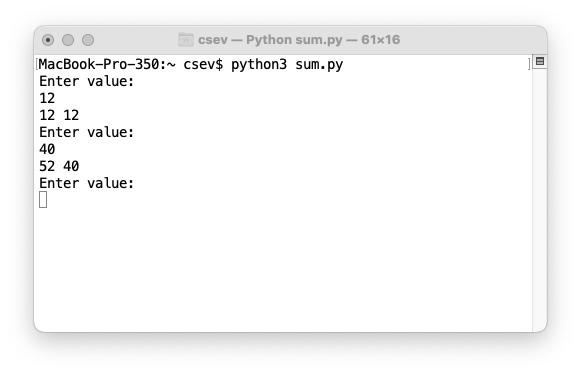 csev — Python sum.py — 61×16
[MacBook-Pro-350:~ csev$ python3 sum.py ]
Enter value:
12
12 12
Enter value:
40
52 40
Enter value: